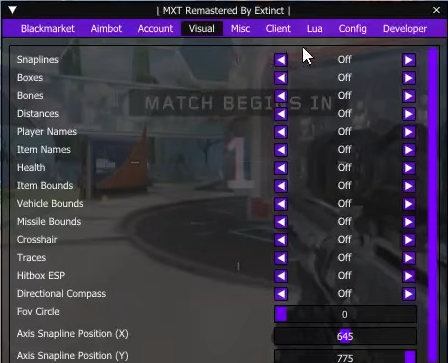 | MXT Remastered By Extinct |
Blackmarket Aimbot Account Visual Misc Client Lua Config Developer
Snaplines Off
Boxes Off
Bones Off
Distances Off
Player Names Off
Item Names Off
Health Off
Item Bounds Off
Vehicle Bounds Off
Missile Bounds Off
Crosshair Off
Traces Off
Hitbox ESP Off
Directional Compass Off
Fov Circle 0
Axis Snapline Position (X) 645
Axis Snapline Position (Y) 775
MATCH BEGINS IN
1